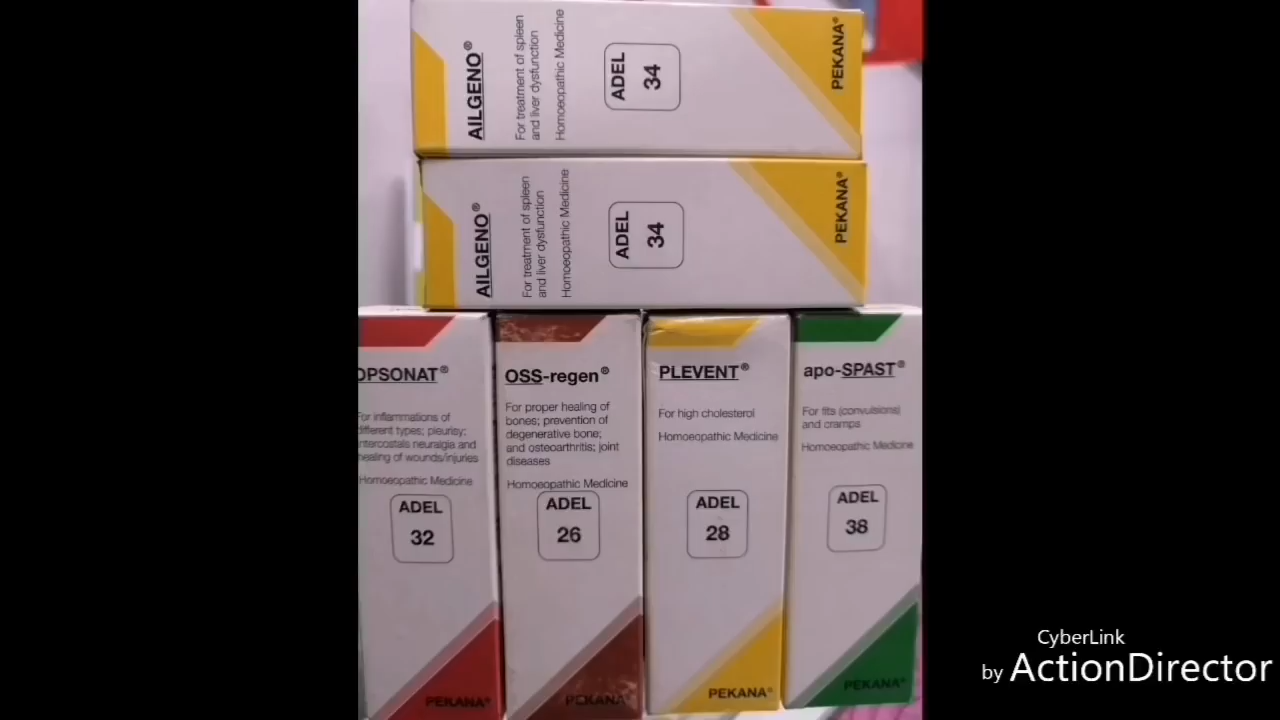 AILGENO®
For treatment of spleen
and liver dysfunction
Homoeopathic Medicine
ADEL
34
PEKANA®
AILGENO®
For treatment of spleen
and liver dysfunction
Homoeopathic Medicine
ADEL
34
PEKANA®
OPSONAT®
For inflammations of
different types; pleurisy;
intercostals neuralgia and
healing of wounds/injuries
Homoeopathic Medicine
ADEL
32
PEKANA®
OSS-regen®
For proper healing of
bones; prevention of
degenerative bone;
and osteoarthritis; joint
diseases
Homoeopathic Medicine
ADEL
26
PEKANA®
PLEVENT®
For high cholesterol
Homoeopathic Medicine
ADEL
28
PEKANA®
apo-SPAST®
For fits (convulsions)
and cramps
Homoeopathic Medicine
ADEL
38
PEKANA®
CyberLink
by ActionDirector